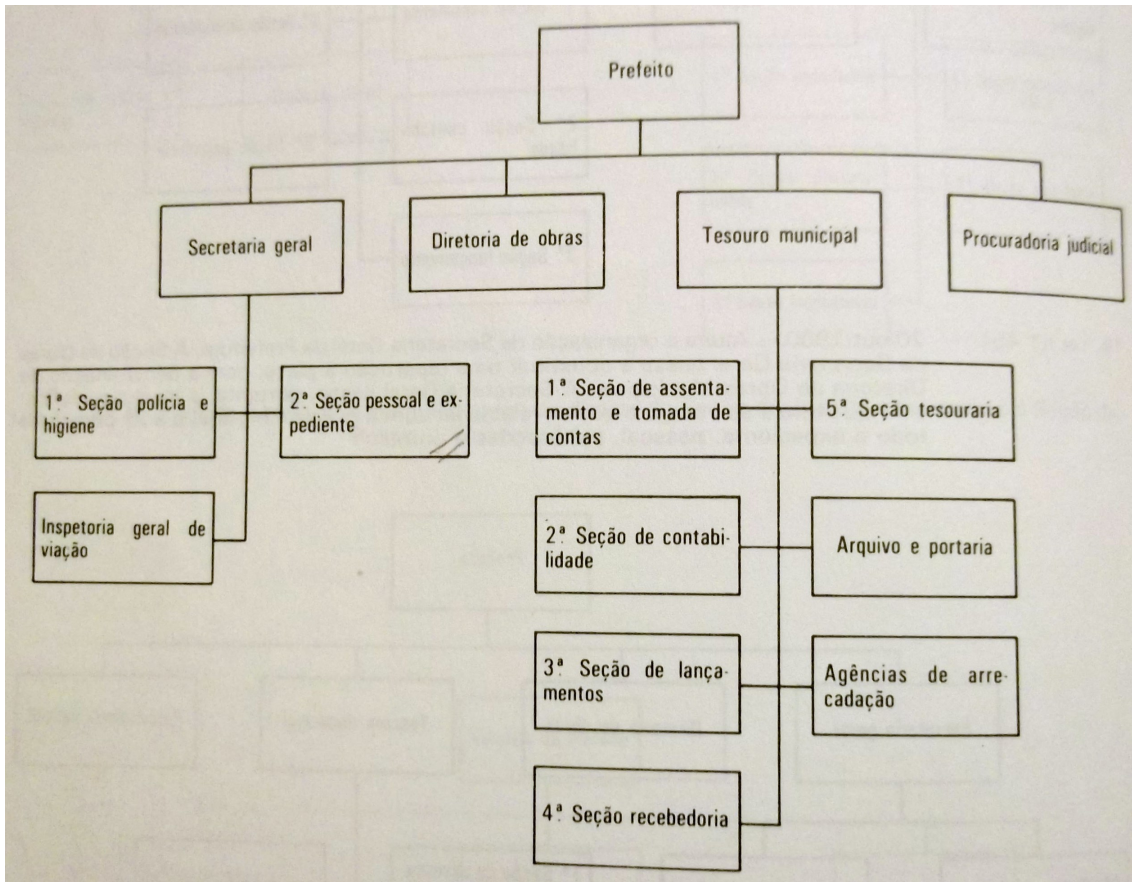 Prefeito
Secretaria geral
Diretoria de obras
Tesouro municipal
Procuradoria judicial
1ª Seção polícia e
higiene
2ª Seção pessoal e ex-
pediente
Inspetoria geral de
viação
1ª Seção de assenta-
mento e tomada de
contas
5ª Seção tesouraria
2ª Seção de contabi-
lidade
Arquivo e portaria
3ª Seção de lança-
mentos
Agências de arre-
cadação
4ª Seção recebedoria